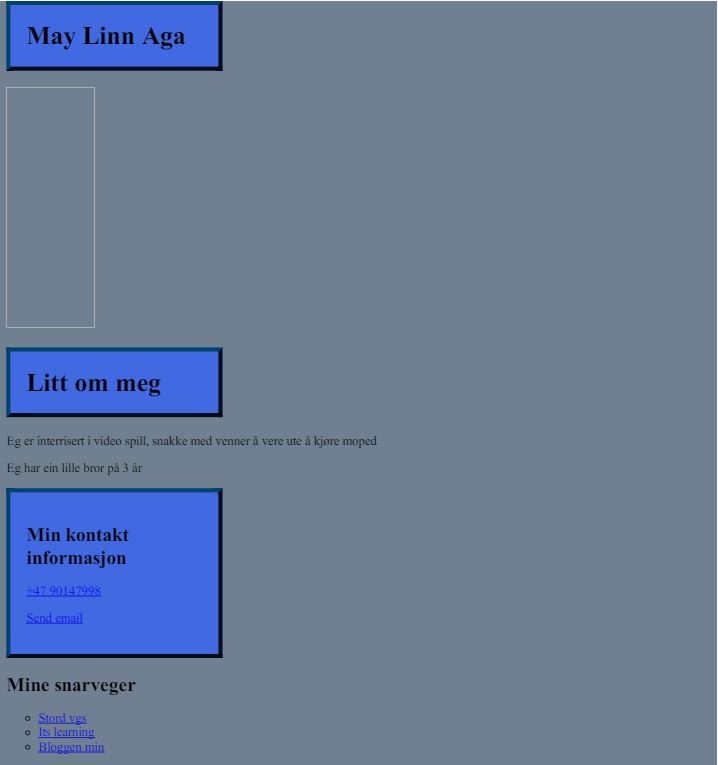 May Linn Aga
Litt om meg
Eg er interrisert i video spill, snakke med venner å vere ute å kjøre moped
Eg har ein lille bror på 3 år
Min kontakt
informasjon
+47 90147998
Send email
Mine snarveger
Stord vgs
Its learning
Bloggen min